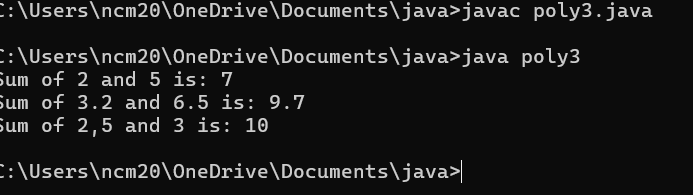 C:\Users\ncm20\OneDrive\Documents\java>javac poly3.java
C:\Users\ncm20\OneDrive\Documents\java>java poly3
Sum of 2 and 5 is: 7
Sum of 3.2 and 6.5 is: 9.7
Sum of 2,5 and 3 is: 10
C:\Users\ncm20\OneDrive\Documents\java>